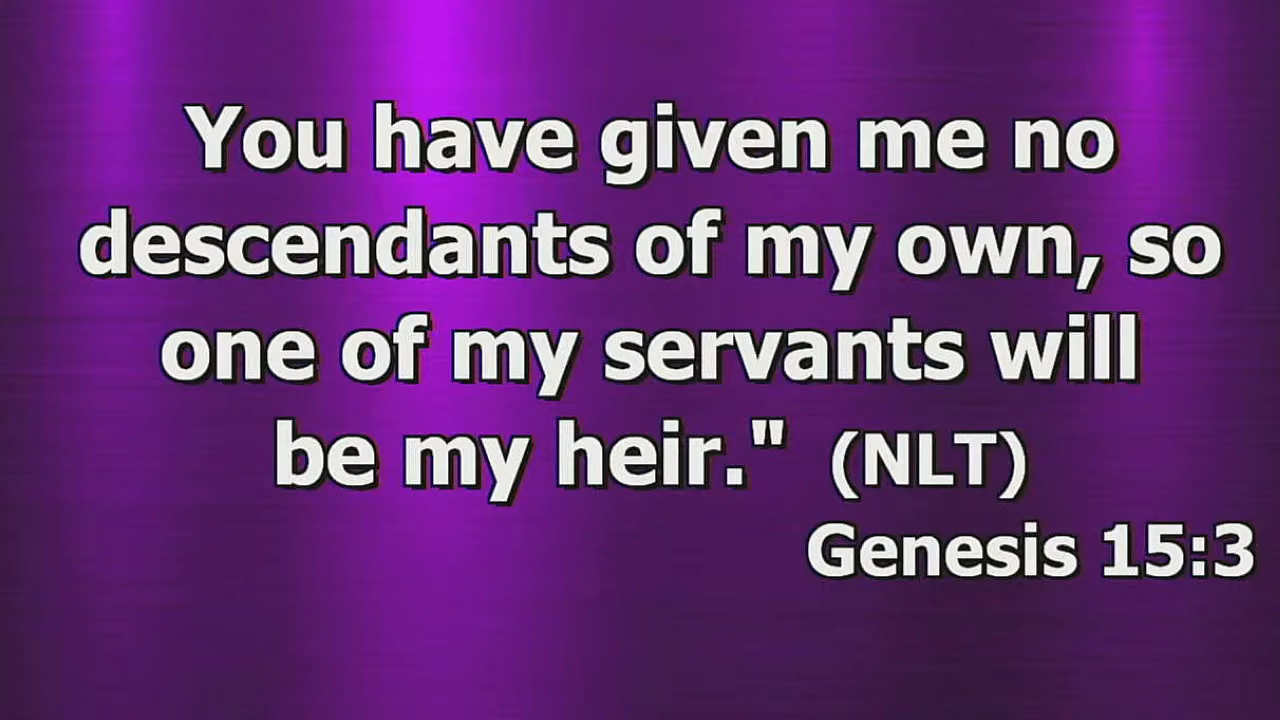 You have given me no
descendants of my own, so
one of my servants will
be my heir." (NLT)
Genesis 15:3